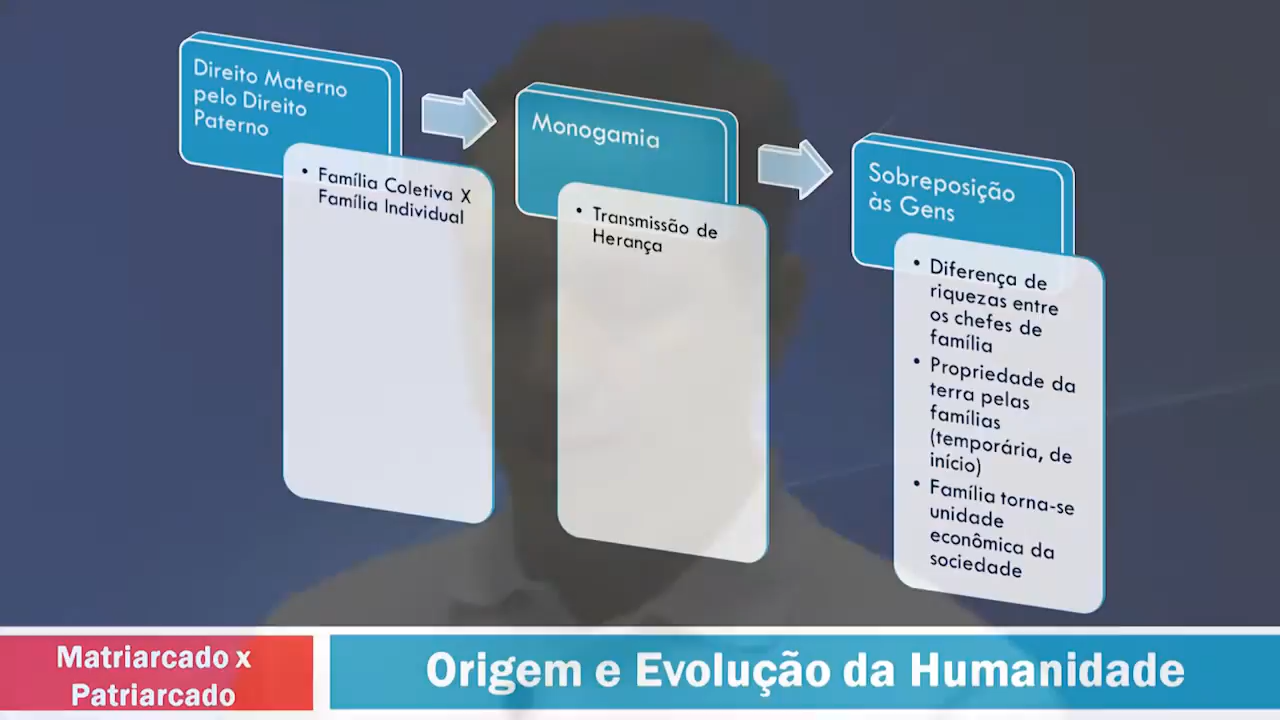 Direito Materno
pelo Direito
Paterno
• Família Coletiva X
Família Individual
Monogamia
• Transmissão de
Herança
Sobreposição
às Gens
• Diferença de
riquezas entre
os chefes de
família
• Propriedade da
terra pelas
famílias
(temporária, de
início)
• Família torna-se
unidade
econômica da
sociedade
Matriarcado x
Patriarcado
Origem e Evolução da Humanidade